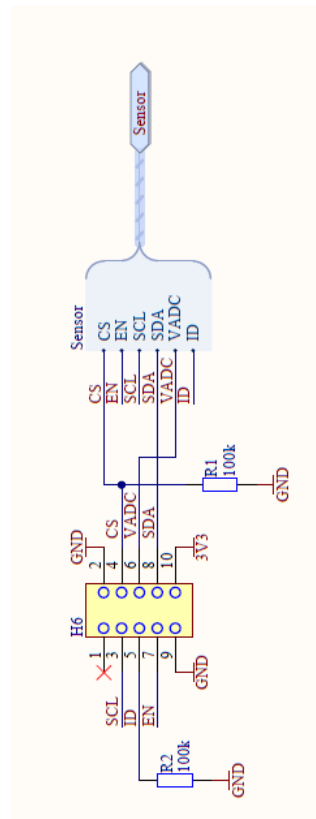 Sensor
Sensor
CS
EN
SCL
SDA
VADC
ID
CS
EN
SCL
SDA
VADC
ID
R1
100k
GND
GND
CS
VADC
SDA
3V3
2
4
6
8
10
H6
1
3
5
7
9
SCL
ID
EN
GND
R2
100k
GND